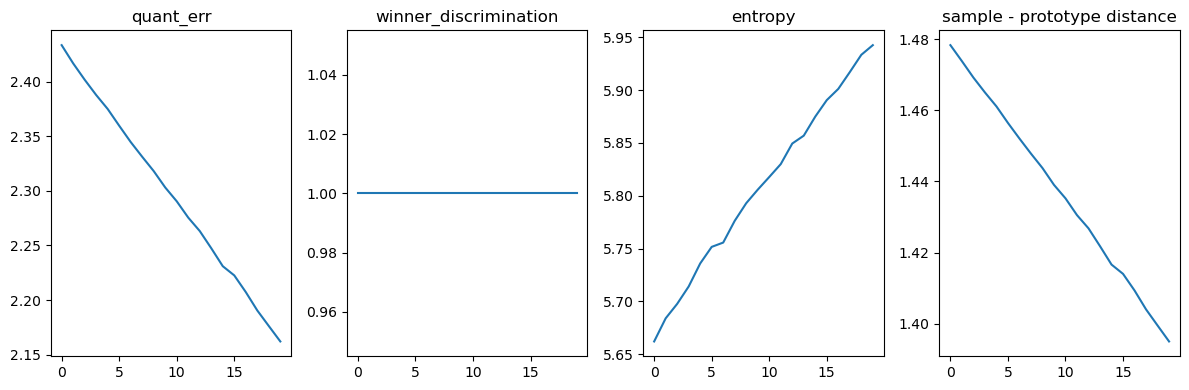 quant_err
2.40
2.35
2.30
2.25
2.20
2.15
0 5 10 15
winner_discrimination
1.04
1.02
1.00
0.98
0.96
0 5 10 15
entropy
5.95
5.90
5.85
5.80
5.75
5.70
5.65
0 5 10 15
sample - prototype distance
1.48
1.46
1.44
1.42
1.40
0 5 10 15